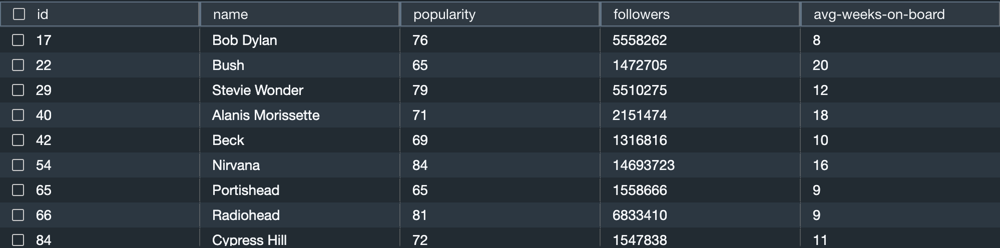 id name popularity followers avg-weeks-on-board
17 Bob Dylan 76 5558262 8
22 Bush 65 1472705 20
29 Stevie Wonder 79 5510275 12
40 Alanis Morissette 71 2151474 18
42 Beck 69 1316816 10
54 Nirvana 84 14693723 16
65 Portishead 65 1558666 9
66 Radiohead 81 6833410 9
84 Cypress Hill 72 1547838 11